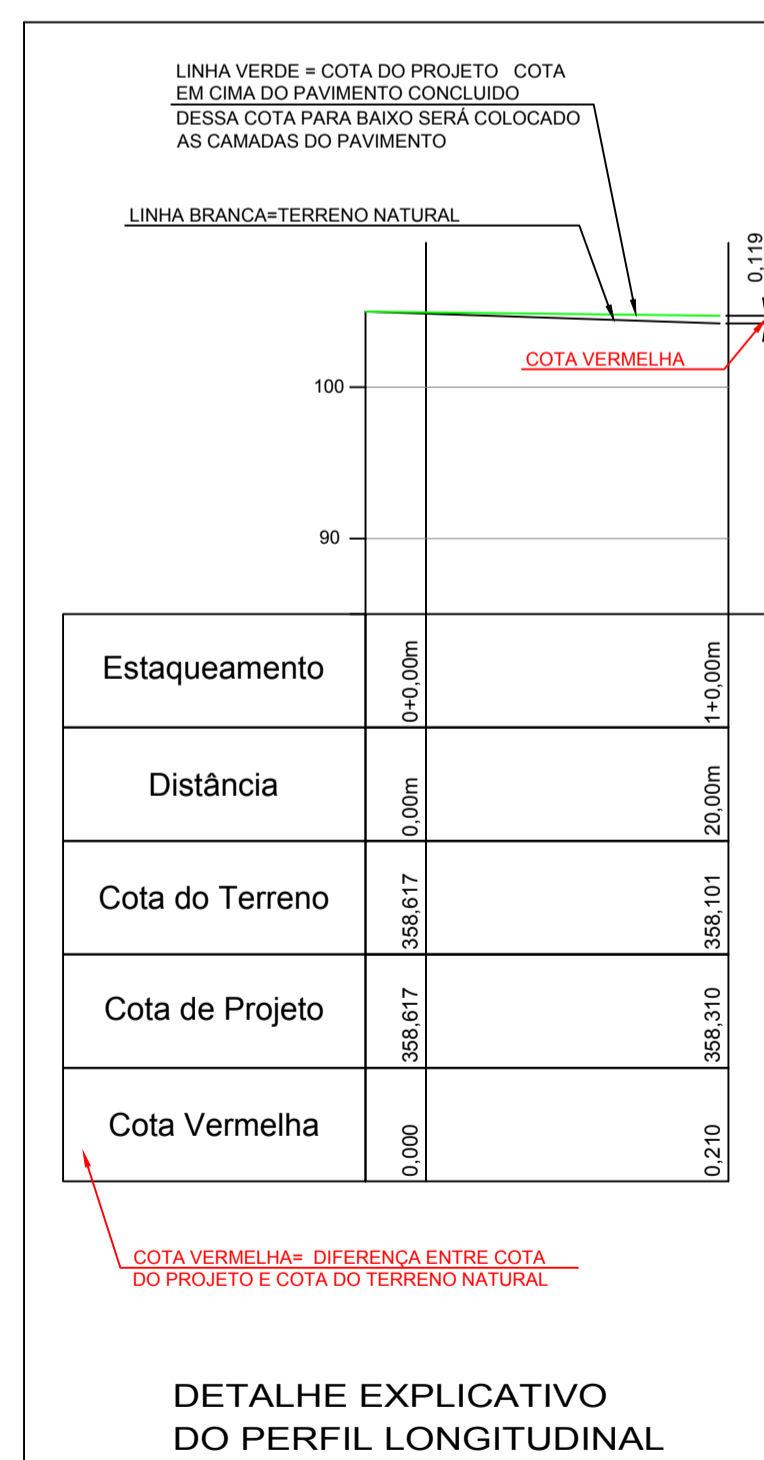 LINHA VERDE = COTA DO PROJETO COTA
EM CIMA DO PAVIMENTO CONCLUIDO
DESSA COTA PARA BAIXO SERÁ COLOCADO
AS CAMADAS DO PAVIMENTO
LINHA BRANCA=TERRENO NATURAL
0,119
COTA VERMELHA
100
90
Estaqueamento 0+0,00m 1+0,00m
Distância 0,00m 20,00m
Cota do Terreno 358,617 358,101
Cota de Projeto 358,617 358,310
Cota Vermelha 0,000 0,210
COTA VERMELHA= DIFERENÇA ENTRE COTA
DO PROJETO E COTA DO TERRENO NATURAL
DETALHE EXPLICATIVO
DO PERFIL LONGITUDINAL